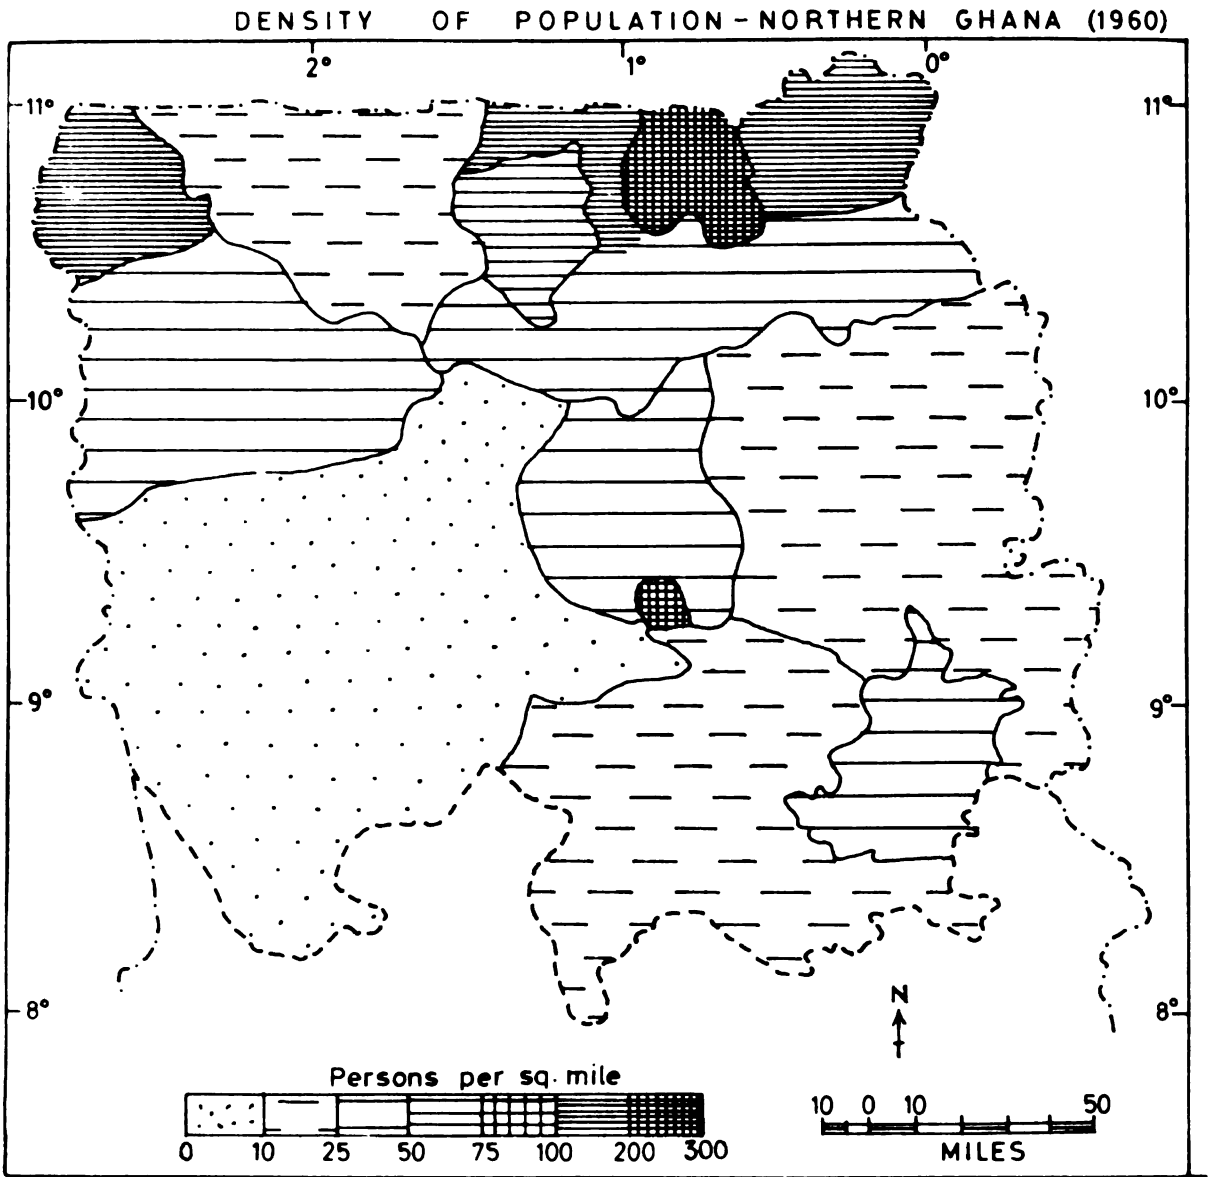 DENSITY OF POPULATION - NORTHERN GHANA (1960)
2° 1° 0°
11° 11°
10° 10°
9° 9°
8° 8°
N
Persons per sq. mile
0 10 25 50 75 100 200 300
10 0 10 50
MILES